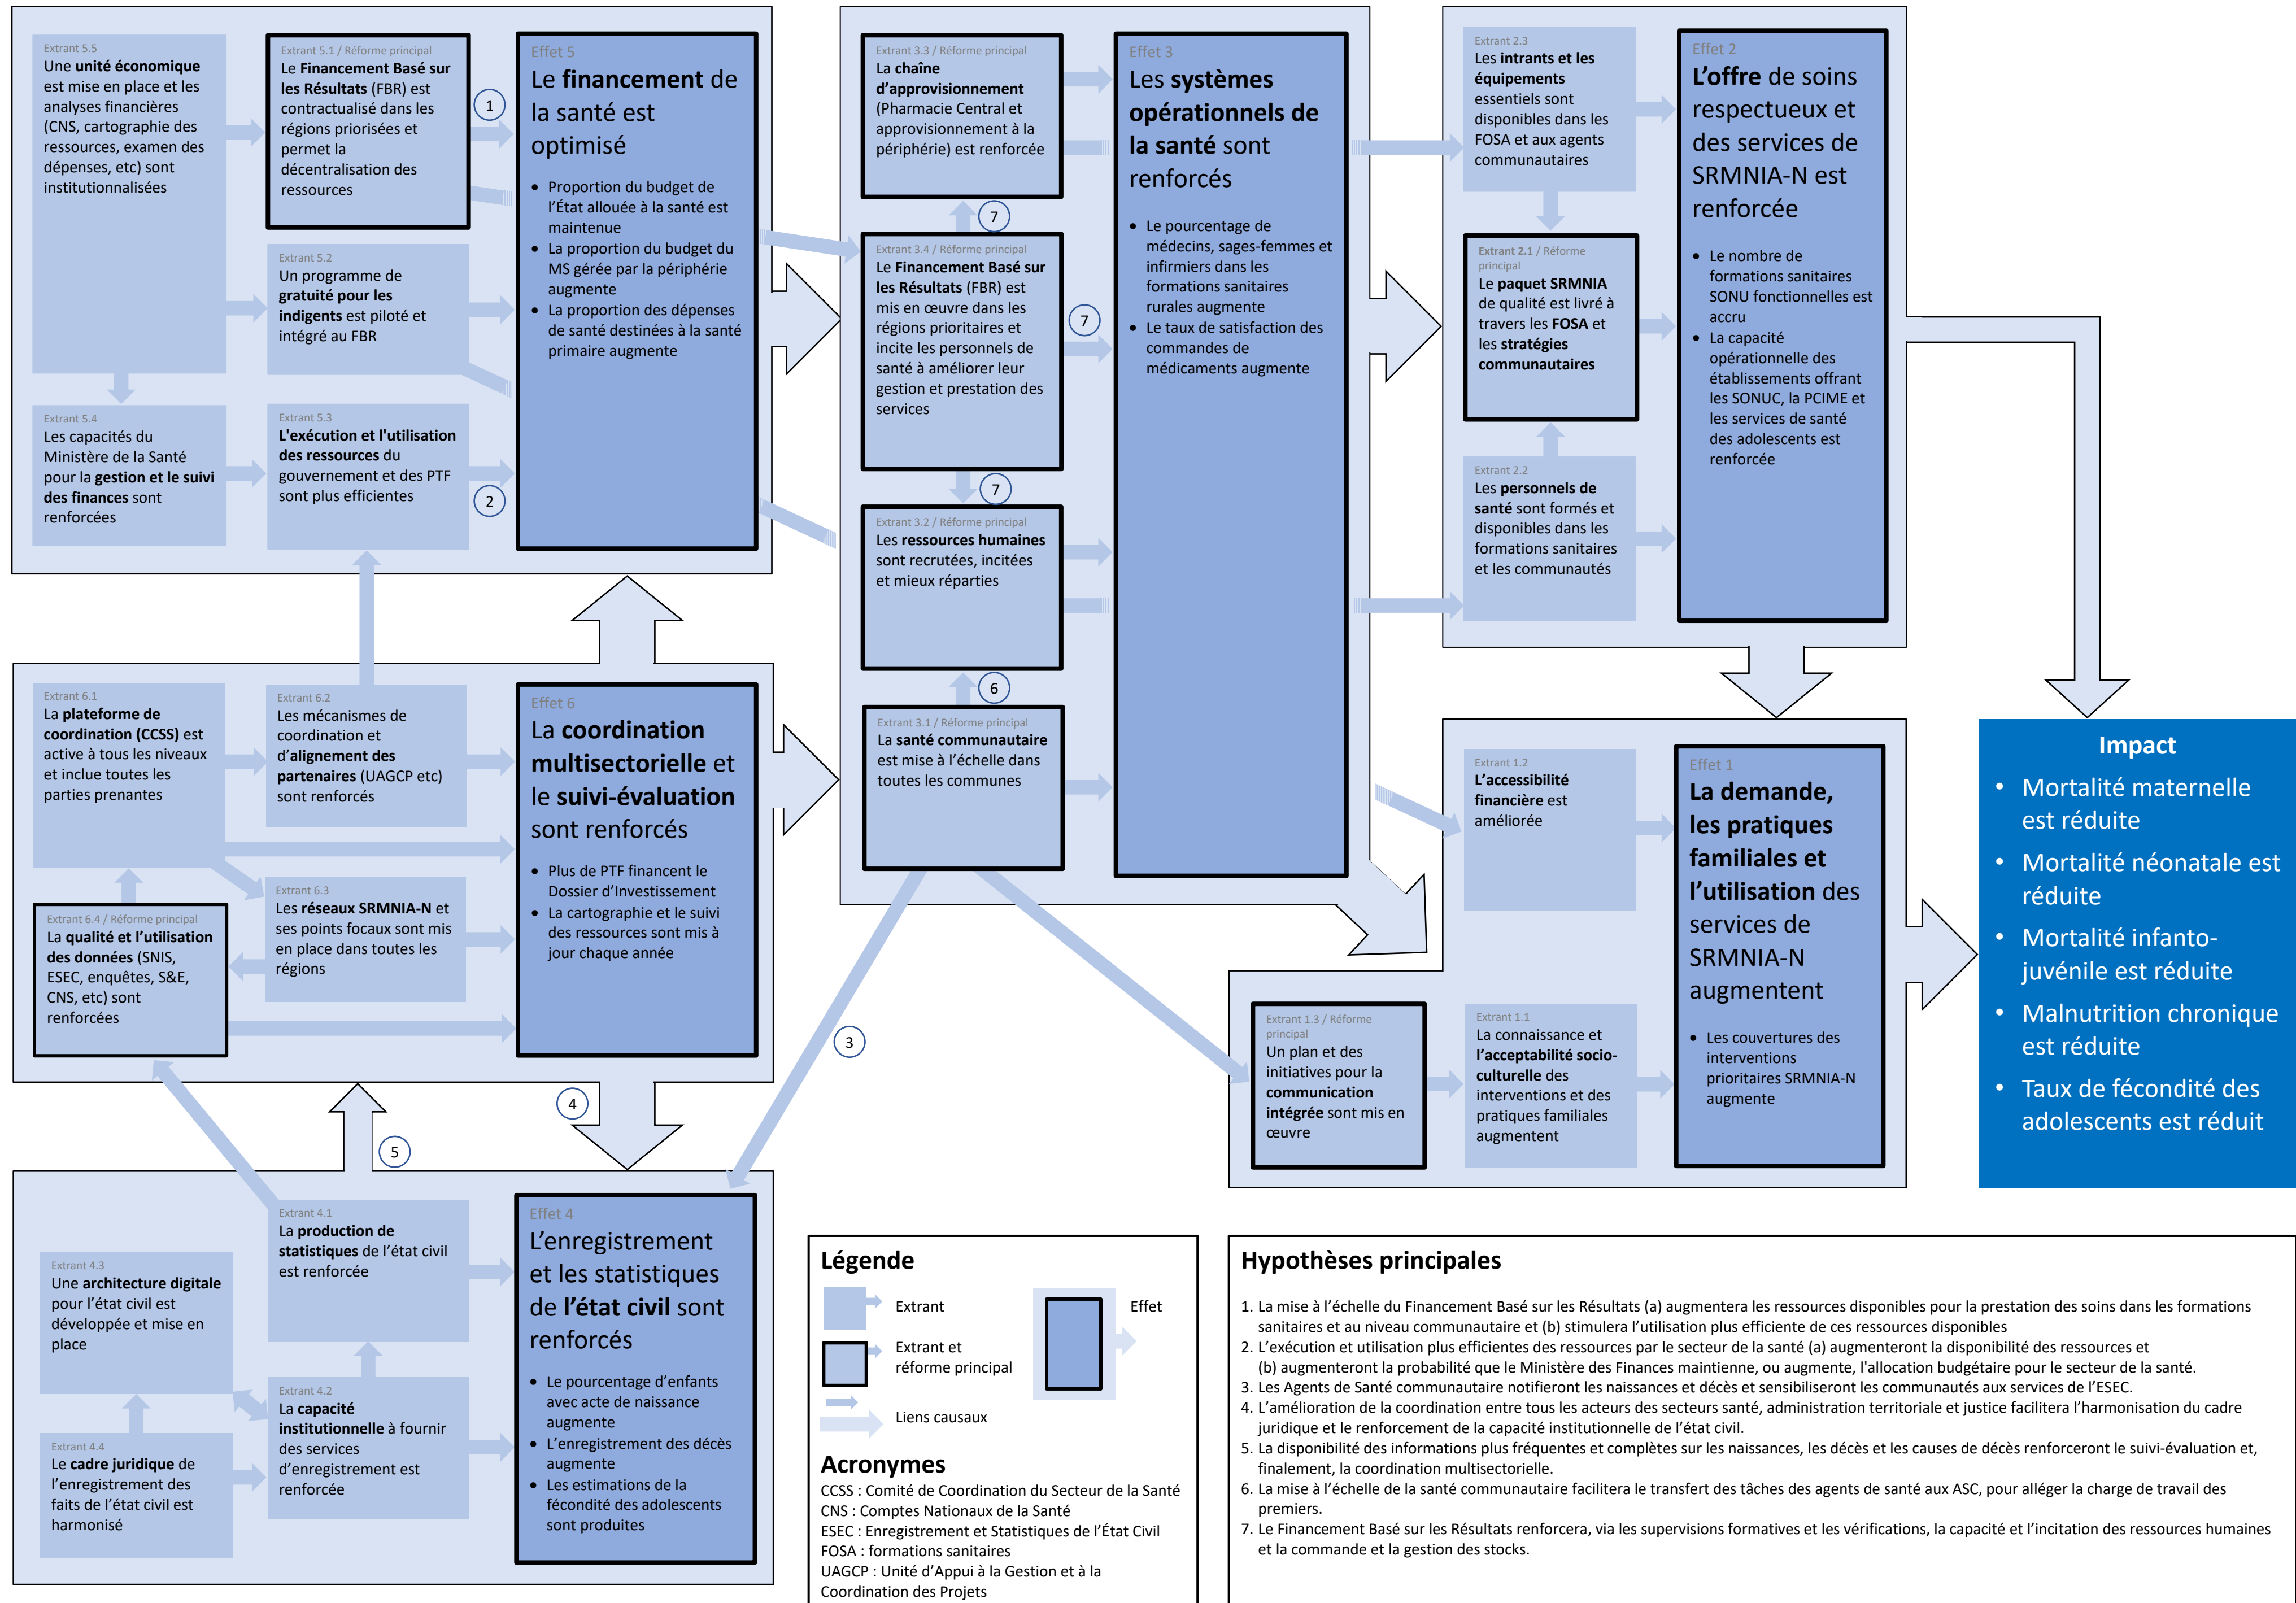 Extrant 5.5
Une unité économique
est mise en place et les
analyses financières
(CNS, cartographie des
ressources, examen des
dépenses, etc) sont
institutionnalisées
Extrant 5.1 / Réforme principal
Le Financement Basé sur
les Résultats (FBR) est
contractualisé dans les
régions priorisées et
permet la
décentralisation des
ressources
1
Extrant 5.2
Un programme de
gratuité pour les
indigents est piloté et
intégré au FBR
Extrant 5.4
Les capacités du
Ministère de la Santé
pour la gestion et le suivi
des finances sont
renforcées
Extrant 5.3
L'exécution et l'utilisation
des ressources du
gouvernement et des PTF
sont plus efficientes
2
Effet 5
Le financement de
la santé est
optimisé
• Proportion du budget de
l'État allouée à la santé est
maintenue
• La proportion du budget du
MS gérée par la périphérie
augmente
• La proportion des dépenses
de santé destinées à la santé
primaire augmente
Extrant 3.3 / Réforme principal
La chaîne
d'approvisionnement
(Pharmacie Central et
approvisionnement à la
périphérie) est renforcée
7
Extrant 3.4 / Réforme principal
Le Financement Basé sur
les Résultats (FBR) est
mis en œuvre dans les
régions prioritaires et
incite les personnels de
santé à améliorer leur
gestion et prestation des
services
7
7
Extrant 3.2 / Réforme principal
Les ressources humaines
sont recrutées, incitées
et mieux réparties
6
Extrant 3.1 / Réforme principal
La santé communautaire
est mise à l'échelle dans
toutes les communes
Effet 3
Les systèmes
opérationnels de
la santé sont
renforcés
• Le pourcentage de
médecins, sages-femmes et
infirmiers dans les
formations sanitaires
rurales augmente
• Le taux de satisfaction des
commandes de
médicaments augmente
Extrant 2.3
Les intrants et les
équipements
essentiels sont
disponibles dans les
FOSA et aux agents
communautaires
Extrant 2.1 / Réforme
principal
Le paquet SRMNIA
de qualité est livré à
travers les FOSA et
les stratégies
communautaires
Extrant 2.2
Les personnels de
santé sont formés et
disponibles dans les
formations sanitaires
et les communautés
Effet 2
L'offre de soins
respectueux et
des services de
SRMNIA-N est
renforcée
• Le nombre de
formations sanitaires
SONU fonctionnelles est
accru
• La capacité
opérationnelle des
établissements offrant
les SONUC, la PCIME et
les services de santé
des adolescents est
renforcée
Extrant 6.1
La plateforme de
coordination (CCSS) est
active à tous les niveaux
et inclue toutes les
parties prenantes
Extrant 6.2
Les mécanismes de
coordination et
d'alignement des
partenaires (UAGCP etc)
sont renforcés
Extrant 6.4 / Réforme principal
La qualité et l'utilisation
des données (SNIS,
ESEC, enquêtes, S&E,
CNS, etc) sont
renforcées
Extrant 6.3
Les réseaux SRMNIA-N et
ses points focaux sont mis
en place dans toutes les
régions
Effet 6
La coordination
multisectorielle et
le suivi-évaluation
sont renforcés
• Plus de PTF financent le
Dossier d'Investissement
• La cartographie et le suivi
des ressources sont mis à
jour chaque année
3
4
5
Extrant 1.2
L'accessibilité
financière est
améliorée
Extrant 1.3 / Réforme
principal
Un plan et des
initiatives pour la
communication
intégrée sont mis en
œuvre
Extrant 1.1
La connaissance et
l'acceptabilité socio-
culturelle des
interventions et des
pratiques familiales
augmentent
Effet 1
La demande,
les pratiques
familiales et
l'utilisation des
services de
SRMNIA-N
augmentent
• Les couvertures des
interventions
prioritaires SRMNIA-N
augmente
Impact
• Mortalité maternelle
est réduite
• Mortalité néonatale est
réduite
• Mortalité infanto-
juvénile est réduite
• Malnutrition chronique
est réduite
• Taux de fécondité des
adolescents est réduit
Extrant 4.3
Une architecture digitale
pour l'état civil est
développée et mise en
place
Extrant 4.1
La production de
statistiques de l'état civil
est renforcée
Extrant 4.4
Le cadre juridique de
l'enregistrement des
faits de l'état civil est
harmonisé
Extrant 4.2
La capacité
institutionnelle à fournir
des services
d'enregistrement est
renforcée
Effet 4
L'enregistrement
et les statistiques
de l'état civil sont
renforcés
• Le pourcentage d'enfants
avec acte de naissance
augmente
• L'enregistrement des décès
augmente
• Les estimations de la
fécondité des adolescents
sont produites
Légende
Extrant
Effet
Extrant et
réforme principal
Liens causaux
Acronymes
CCSS : Comité de Coordination du Secteur de la Santé
CNS : Comptes Nationaux de la Santé
ESEC : Enregistrement et Statistiques de l'État Civil
FOSA : formations sanitaires
UAGCP : Unité d'Appui à la Gestion et à la
Coordination des Projets
Hypothèses principales
1. La mise à l'échelle du Financement Basé sur les Résultats (a) augmentera les ressources disponibles pour la prestation des soins dans les formations
sanitaires et au niveau communautaire et (b) stimulera l'utilisation plus efficiente de ces ressources disponibles
2. L'exécution et utilisation plus efficientes des ressources par le secteur de la santé (a) augmenteront la disponibilité des ressources et
(b) augmenteront la probabilité que le Ministère des Finances maintienne, ou augmente, l'allocation budgétaire pour le secteur de la santé.
3. Les Agents de Santé communautaire notifieront les naissances et décès et sensibiliseront les communautés aux services de l'ESEC.
4. L'amélioration de la coordination entre tous les acteurs des secteurs santé, administration territoriale et justice facilitera l'harmonisation du cadre
juridique et le renforcement de la capacité institutionnelle de l'état civil.
5. La disponibilité des informations plus fréquentes et complètes sur les naissances, les décès et les causes de décès renforceront le suivi-évaluation et,
finalement, la coordination multisectorielle.
6. La mise à l'échelle de la santé communautaire facilitera le transfert des tâches des agents de santé aux ASC, pour alléger la charge de travail des
premiers.
7. Le Financement Basé sur les Résultats renforcera, via les supervisions formatives et les vérifications, la capacité et l'incitation des ressources humaines
et la commande et la gestion des stocks.